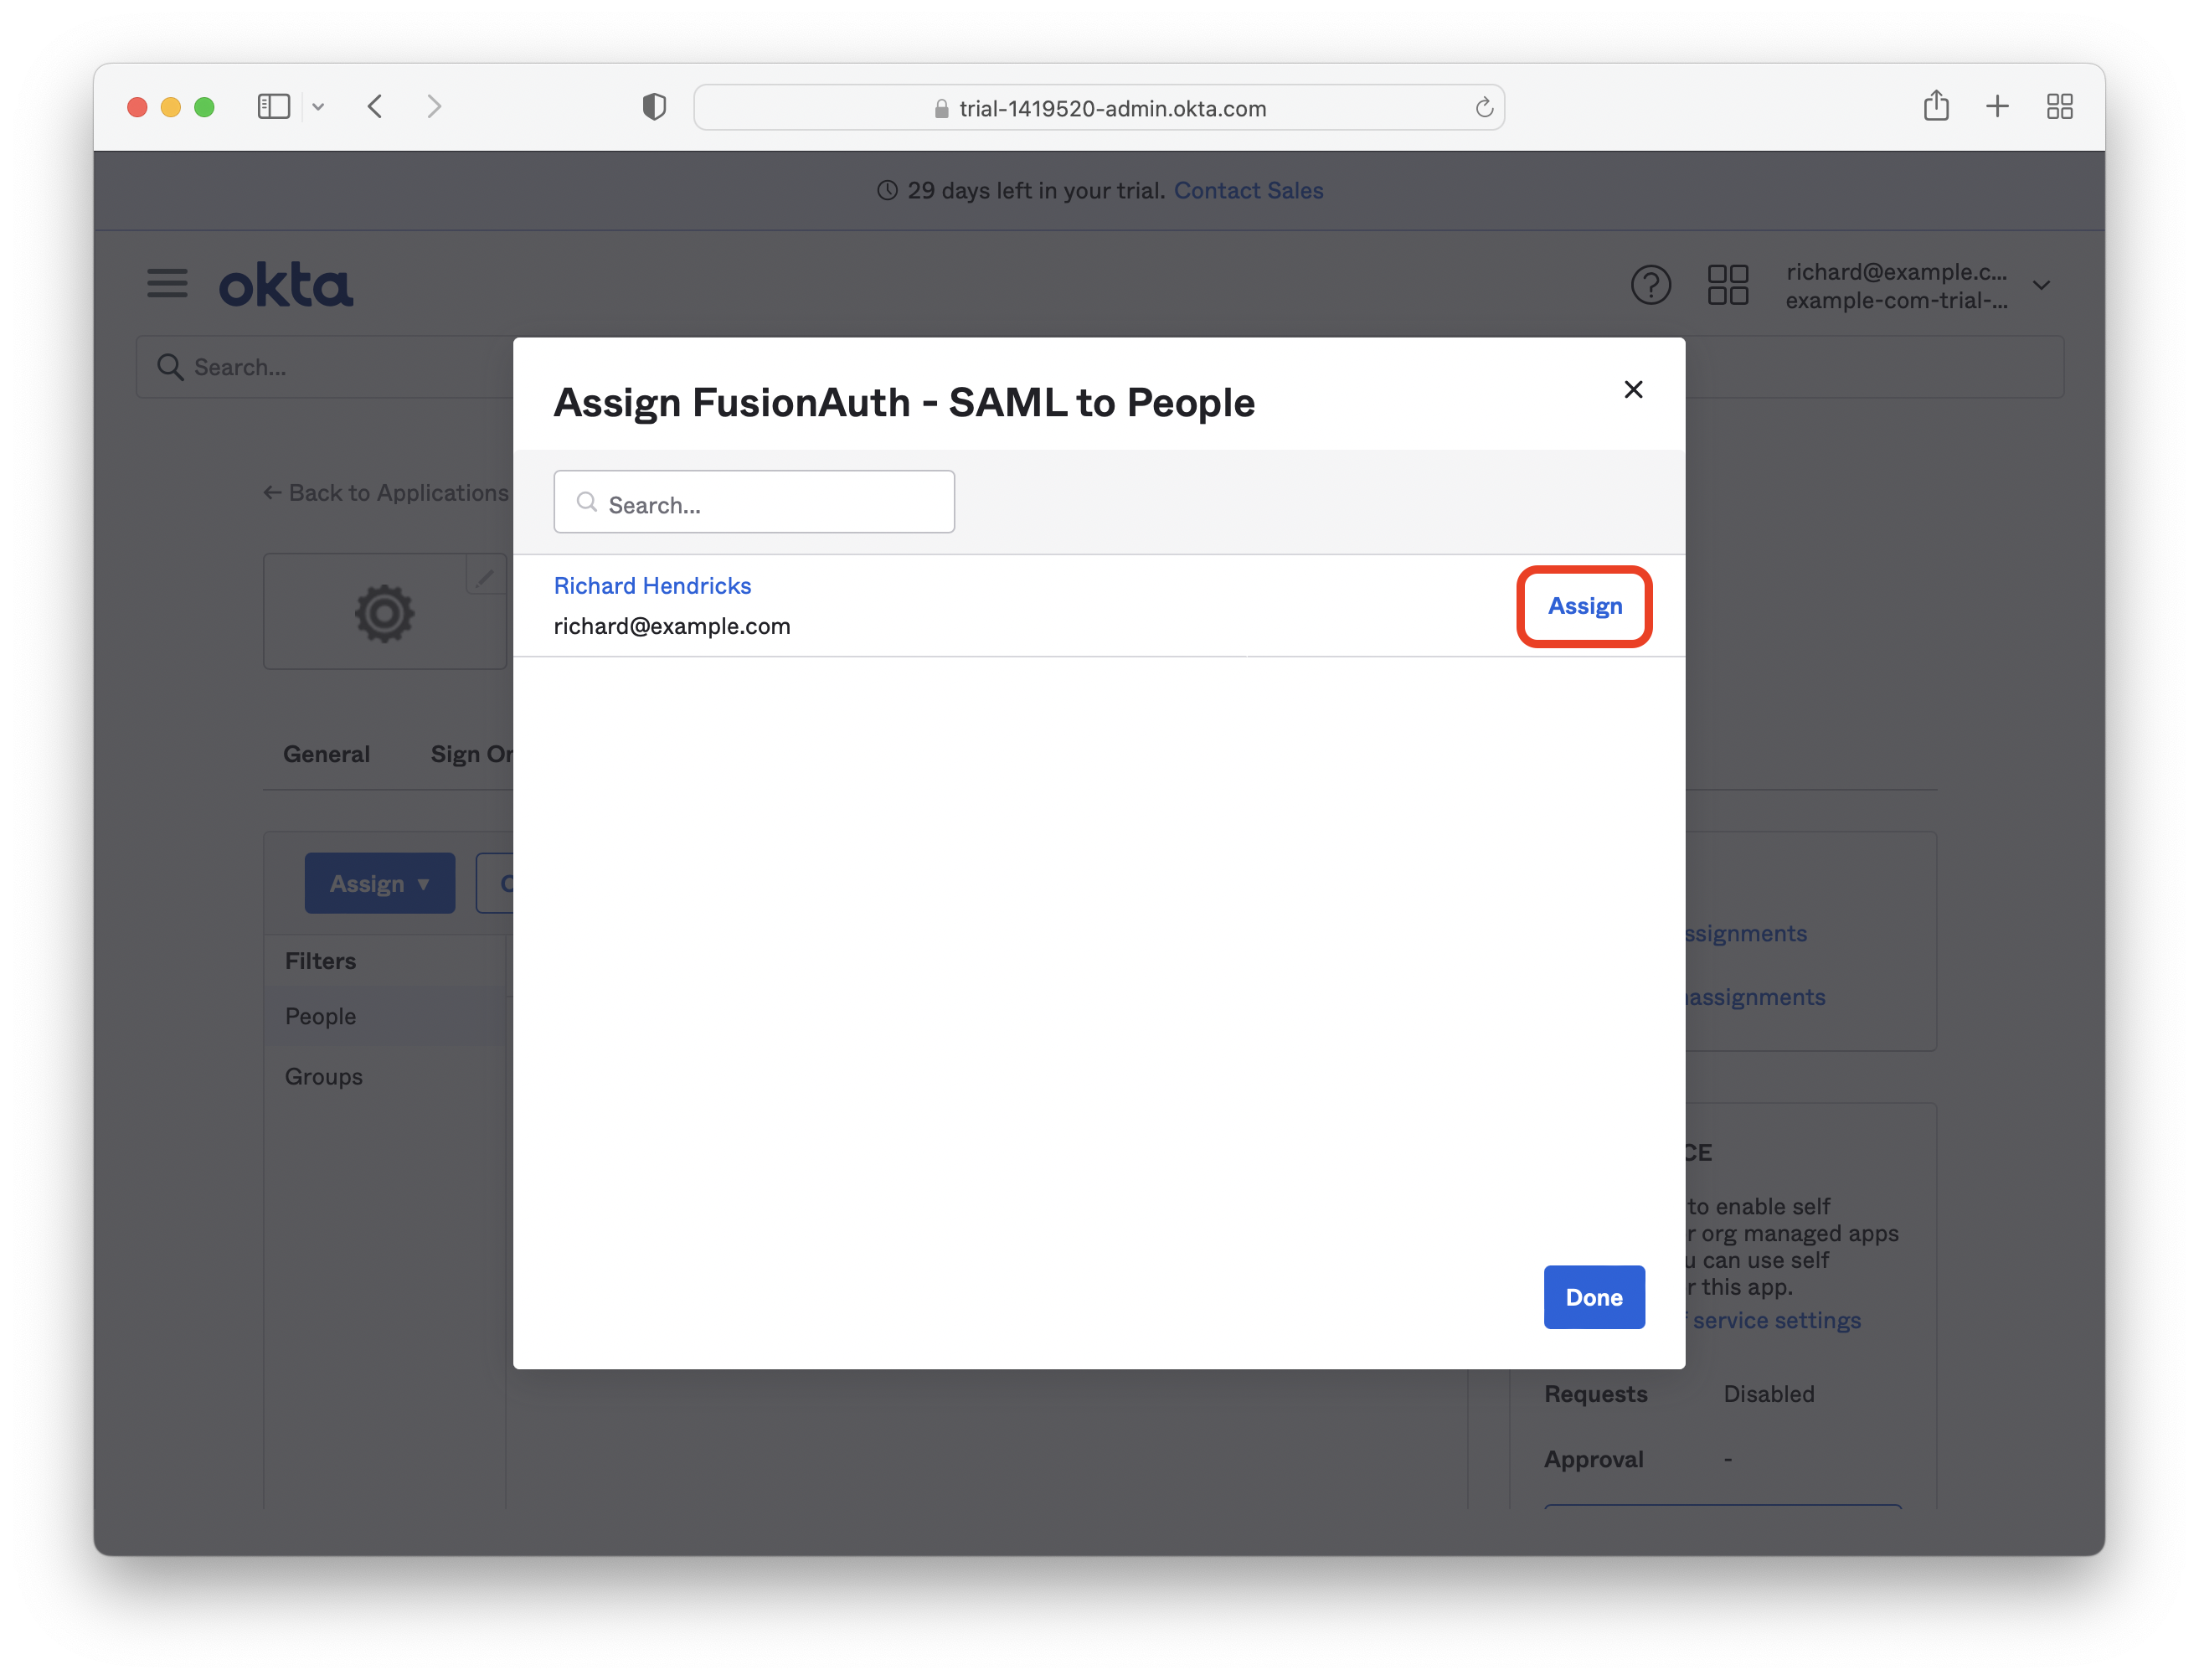 trial-1419520-admin.okta.com
29 days left in your trial. Contact Sales
okta
richard@example.c...
example-com-trial-...
Search...
Assign FusionAuth - SAML to People
Search...
Richard Hendricks
richard@example.com
Assign
Done
← Back to Applications
General Sign On
Assign ▼
Filters
People
Groups
ssignments
assignments
CE
to enable self
r org managed apps
u can use self
r this app.
service settings
Requests Disabled
Approval -